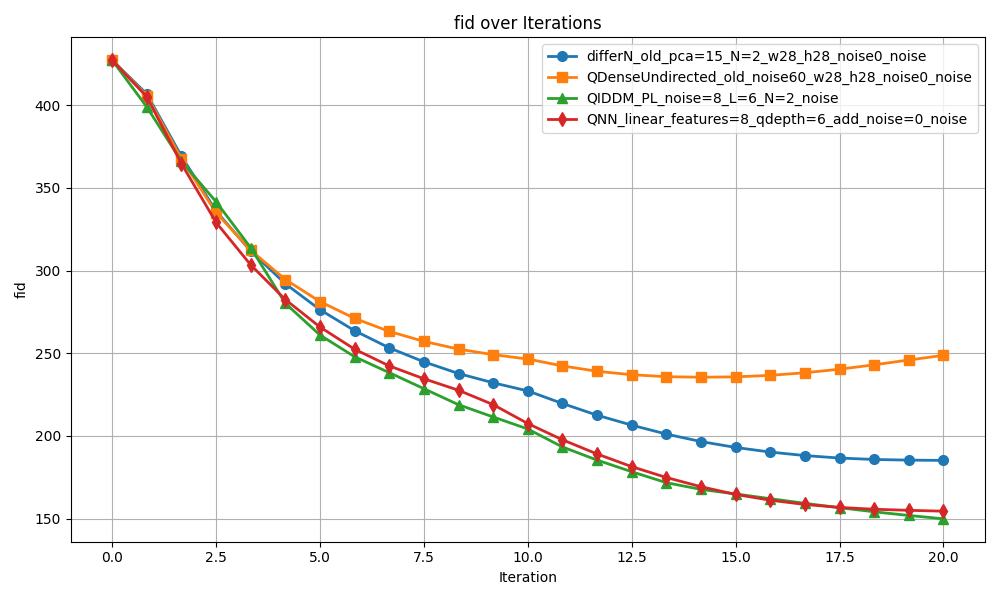 fid over Iterations
differN_old_pca=15_N=2_w28_h28_noise0_noise
QDenseUndirected_old_noise60_w28_h28_noise0_noise
QIDDM_PL_noise=8_L=6_N=2_noise
QNN_linear_features=8_qdepth=6_add_noise=0_noise
400
350
300
250
200
150
fid
0.0 2.5 5.0 7.5 10.0 12.5 15.0 17.5 20.0
Iteration